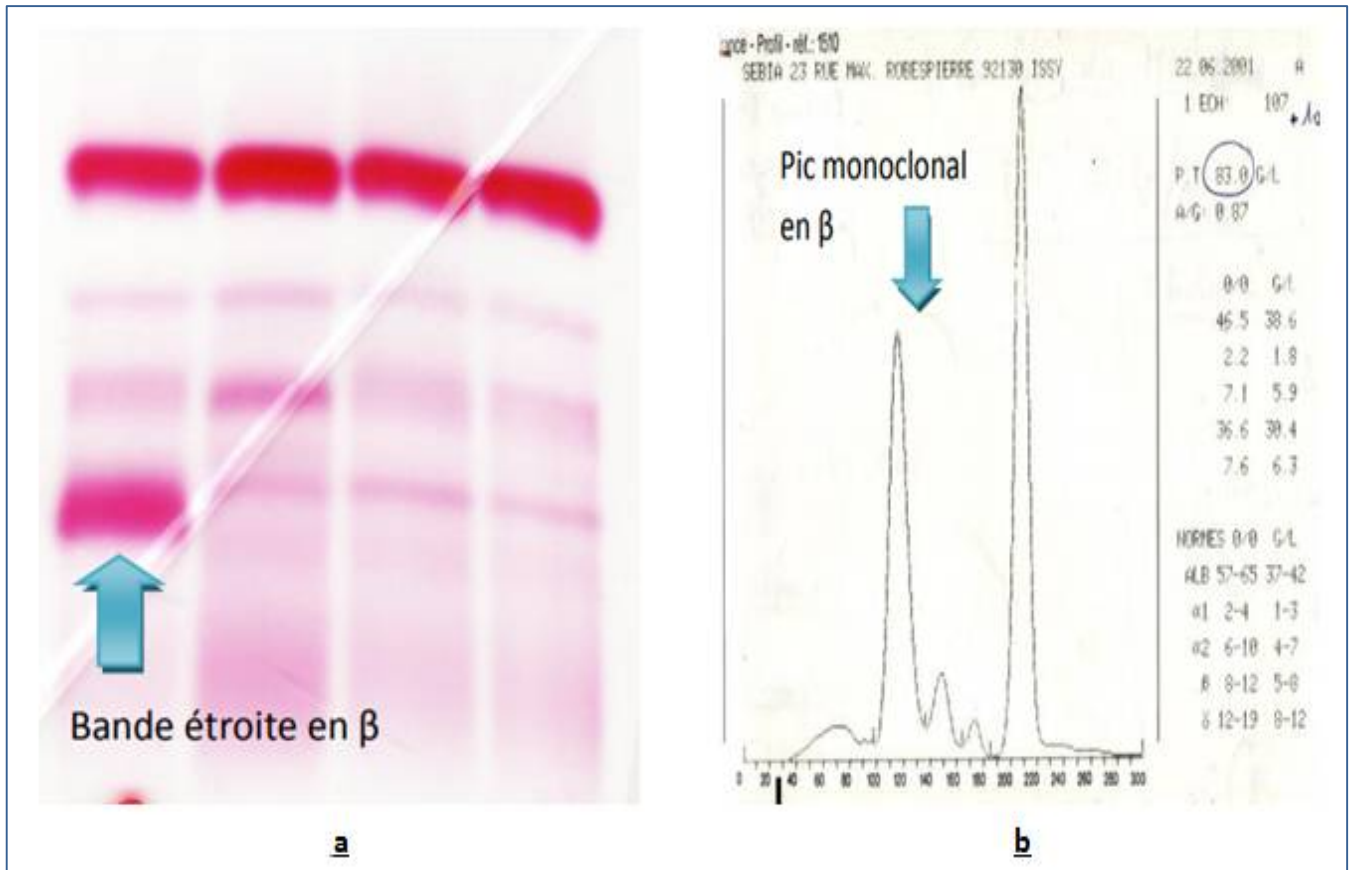 Bande étroite en β
a
- Profil - réf.: 1510
SEBIA 23 RUE MAX. ROBESPIERRE 92130 ISSY
22.06.2001 A
1 ECH: 107
Pic monoclonal
en β
P.T 83.0 G/L
A/G: 0.87
0/0 G/L
46.5 38.6
2.2 1.8
7.1 5.9
36.6 30.4
7.6 6.3
NORMES 0/0 G/L
ALB 57-65 37-42
α1 2-4 1-3
α2 6-10 4-7
β 8-12 5-8
γ 12-19 8-12
0 20 40 60 80 100 120 140 160 180 200 220 240 260 280 300
b